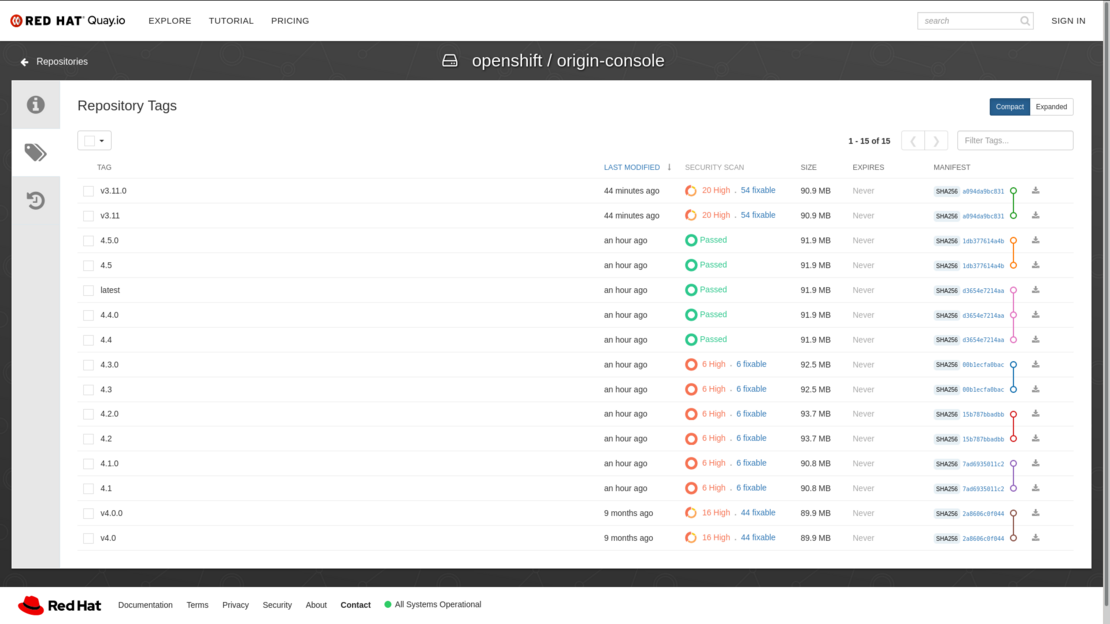 RED HAT Quay.io EXPLORE TUTORIAL PRICING search SIGN IN
Repositories openshift / origin-console
Repository Tags Compact Expanded
1 - 15 of 15 Filter Tags...
TAG LAST MODIFIED ↓ SECURITY SCAN SIZE EXPIRES MANIFEST
v3.11.0 44 minutes ago 20 High . 54 fixable 90.9 MB Never SHA256 a094da9bc831
v3.11 44 minutes ago 20 High . 54 fixable 90.9 MB Never SHA256 a094da9bc831
4.5.0 an hour ago Passed 91.9 MB Never SHA256 1db377614a4b
4.5 an hour ago Passed 91.9 MB Never SHA256 1db377614a4b
latest an hour ago Passed 91.9 MB Never SHA256 d3654e7214aa
4.4.0 an hour ago Passed 91.9 MB Never SHA256 d3654e7214aa
4.4 an hour ago Passed 91.9 MB Never SHA256 d3654e7214aa
4.3.0 an hour ago 6 High . 6 fixable 92.5 MB Never SHA256 00b1ecfa0bac
4.3 an hour ago 6 High . 6 fixable 92.5 MB Never SHA256 00b1ecfa0bac
4.2.0 an hour ago 6 High . 6 fixable 93.7 MB Never SHA256 15b787bbadbb
4.2 an hour ago 6 High . 6 fixable 93.7 MB Never SHA256 15b787bbadbb
4.1.0 an hour ago 6 High . 6 fixable 90.8 MB Never SHA256 7ad6935011c2
4.1 an hour ago 6 High . 6 fixable 90.8 MB Never SHA256 7ad6935011c2
v4.0.0 9 months ago 16 High . 44 fixable 89.9 MB Never SHA256 2a8606c0f044
v4.0 9 months ago 16 High . 44 fixable 89.9 MB Never SHA256 2a8606c0f044
Red Hat Documentation Terms Privacy Security About Contact All Systems Operational